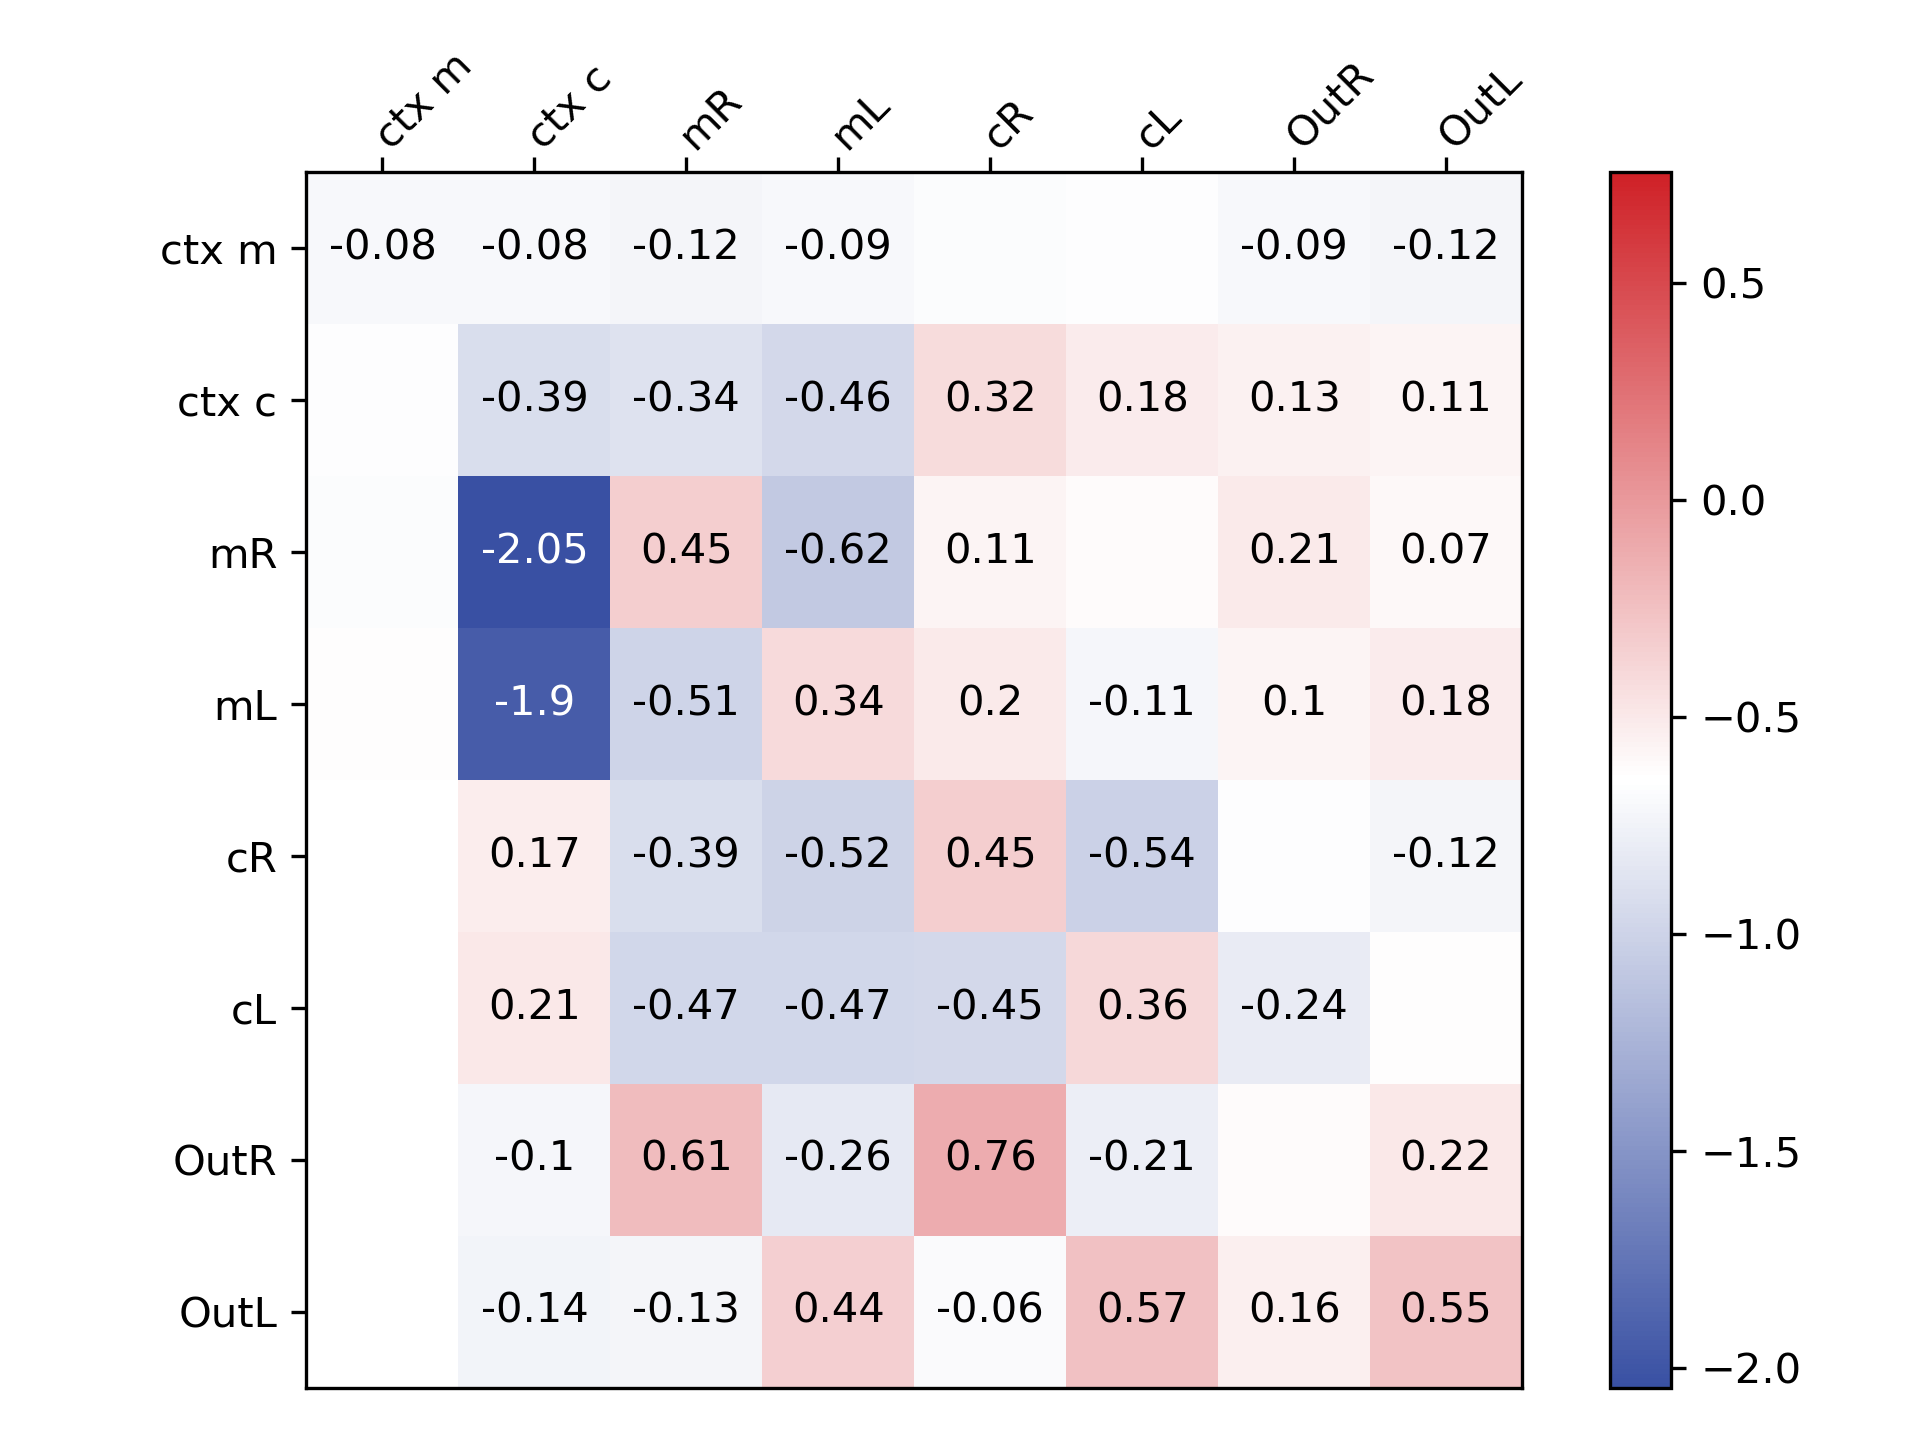 ctx m ctx c mR mL cR cL OutR OutL
ctx m -0.08 -0.08 -0.12 -0.09 -0.09 -0.12
ctx c -0.39 -0.34 -0.46 0.32 0.18 0.13 0.11
mR -2.05 0.45 -0.62 0.11 0.21 0.07
mL -1.9 -0.51 0.34 0.2 -0.11 0.1 0.18
cR 0.17 -0.39 -0.52 0.45 -0.54 -0.12
cL 0.21 -0.47 -0.47 -0.45 0.36 -0.24
OutR -0.1 0.61 -0.26 0.76 -0.21 0.22
OutL -0.14 -0.13 0.44 -0.06 0.57 0.16 0.55
0.5
0.0
−0.5
−1.0
−1.5
−2.0